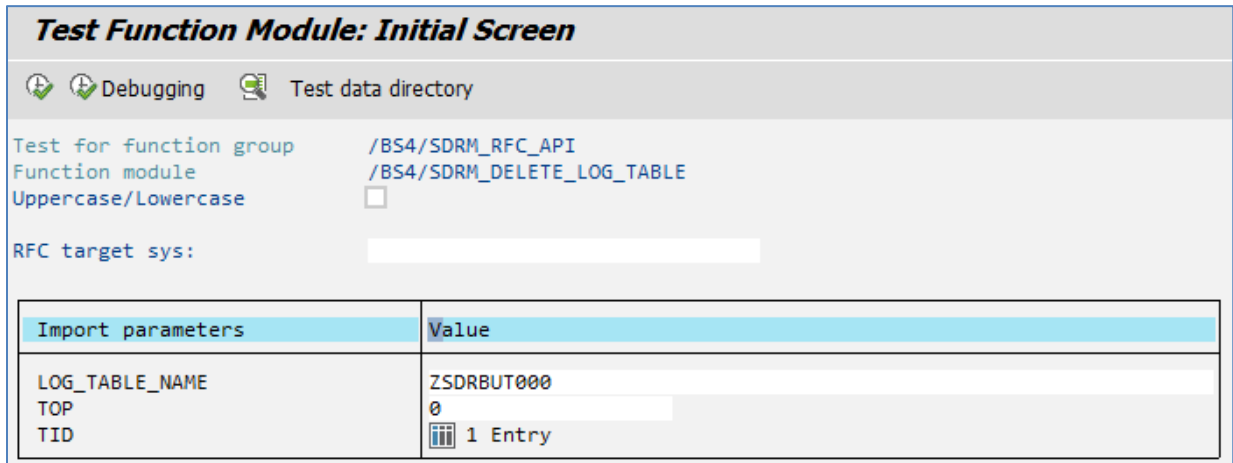 Test Function Module: Initial Screen
Debugging Test data directory
Test for function group /BS4/SDRM_RFC_API
Function module /BS4/SDRM_DELETE_LOG_TABLE
Uppercase/Lowercase
RFC target sys:
Import parameters Value
LOG_TABLE_NAME ZSDRBUT000
TOP 0
TID 1 Entry